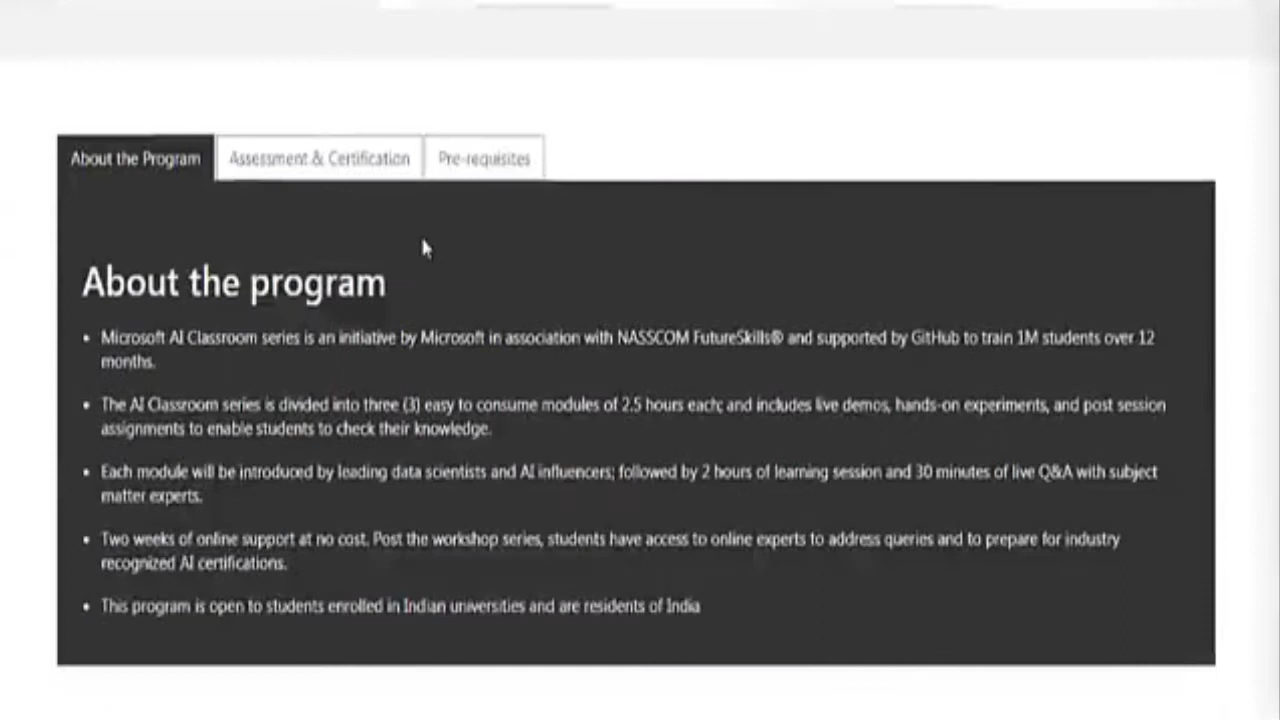 About the Program
Assessment & Certification
Pre-requisites
About the program
• Microsoft AI Classroom series is an initiative by Microsoft in association with NASSCOM FutureSkills® and supported by GitHub to train 1M students over 12
months.
• The AI Classroom series is divided into three (3) easy to consume modules of 2.5 hours each; and includes live demos, hands-on experiments, and post session
assignments to enable students to check their knowledge.
• Each module will be introduced by leading data scientists and AI influencers; followed by 2 hours of learning session and 30 minutes of live Q&A with subject
matter experts.
• Two weeks of online support at no cost. Post the workshop series, students have access to online experts to address queries and to prepare for industry
recognized AI certifications.
• This program is open to students enrolled in Indian universities and are residents of India